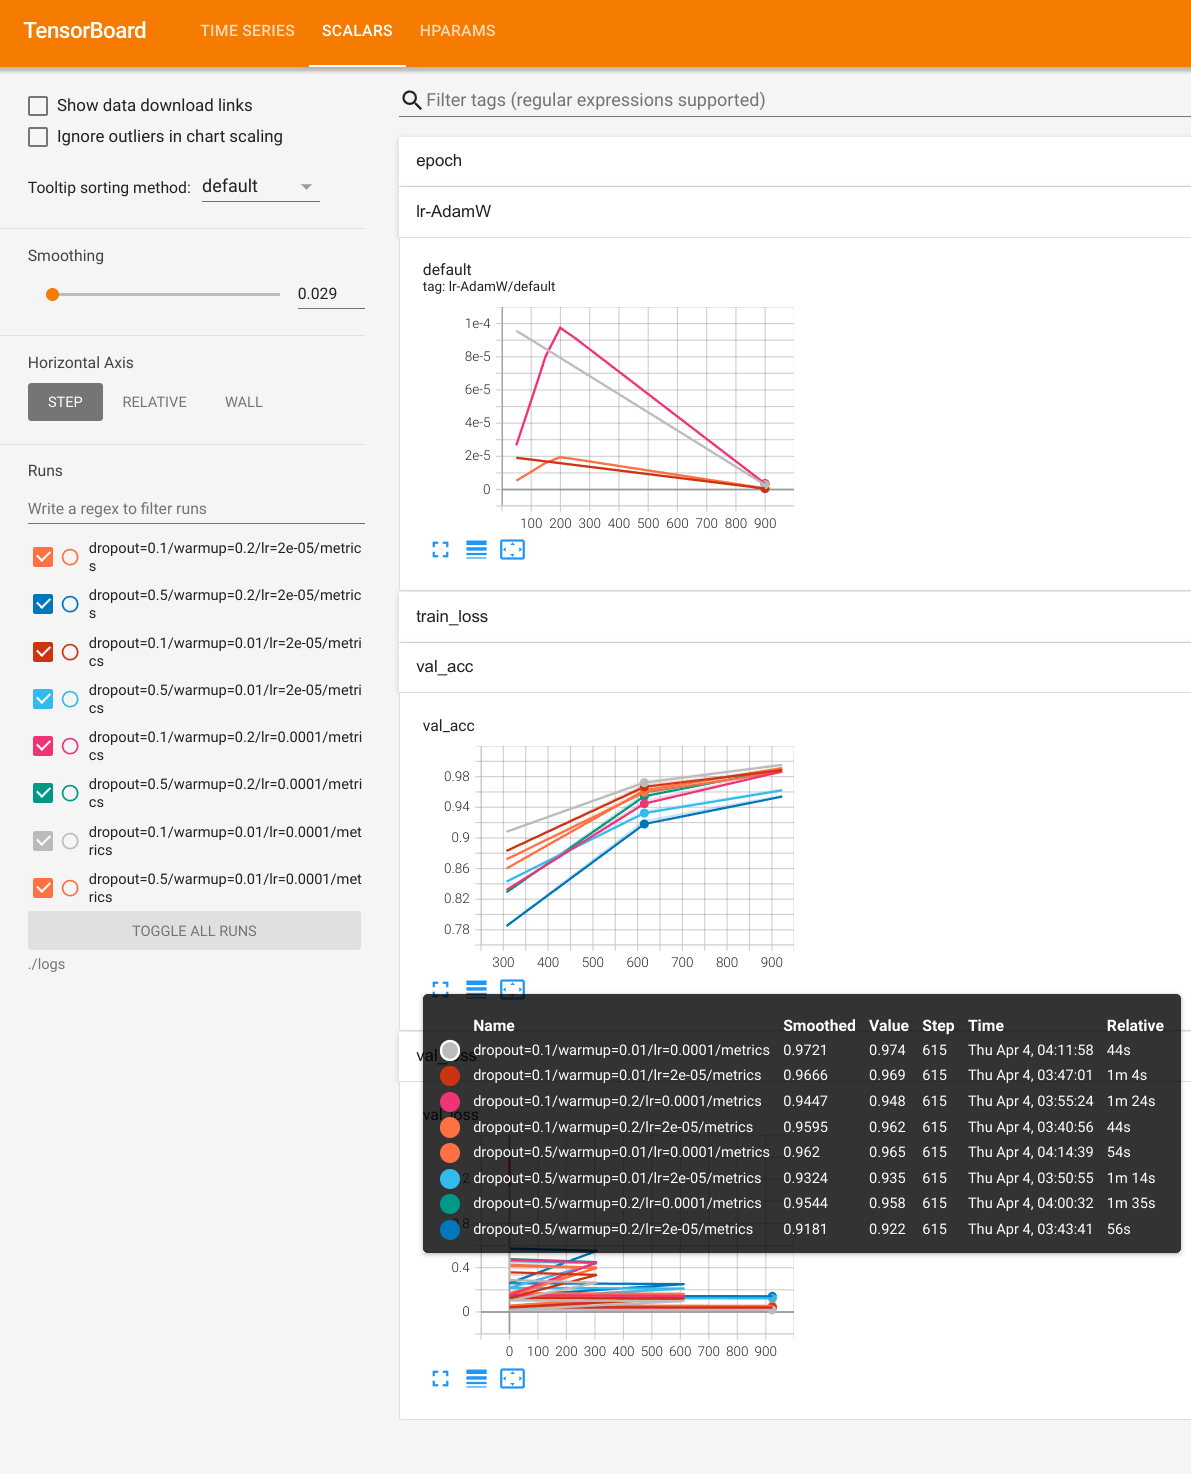 TensorBoard TIME SERIES SCALARS HPARAMS
Show data download links
Ignore outliers in chart scaling
Tooltip sorting method: default
Smoothing
0.029
Horizontal Axis
STEP RELATIVE WALL
Runs
Write a regex to filter runs
dropout=0.1/warmup=0.2/lr=2e-05/metric
s
dropout=0.5/warmup=0.2/lr=2e-05/metric
s
dropout=0.1/warmup=0.01/lr=2e-05/metri
cs
dropout=0.5/warmup=0.01/lr=2e-05/metri
cs
dropout=0.1/warmup=0.2/lr=0.0001/metri
cs
dropout=0.5/warmup=0.2/lr=0.0001/metri
cs
dropout=0.1/warmup=0.01/lr=0.0001/met
rics
dropout=0.5/warmup=0.01/lr=0.0001/met
rics
TOGGLE ALL RUNS
./logs
Filter tags (regular expressions supported)
epoch
lr-AdamW
default
tag: lr-AdamW/default
1e-4
8e-5
6e-5
4e-5
2e-5
0
100 200 300 400 500 600 700 800 900
train_loss
val_acc
val_acc
0.98
0.94
0.9
0.86
0.82
0.78
300 400 500 600 700 800 900
val_loss
val_loss
Name Smoothed Value Step Time Relative
dropout=0.1/warmup=0.01/lr=0.0001/metrics 0.9721 0.974 615 Thu Apr 4, 04:11:58 44s
dropout=0.1/warmup=0.01/lr=2e-05/metrics 0.9666 0.969 615 Thu Apr 4, 03:47:01 1m 4s
dropout=0.1/warmup=0.2/lr=0.0001/metrics 0.9447 0.948 615 Thu Apr 4, 03:55:24 1m 24s
dropout=0.1/warmup=0.2/lr=2e-05/metrics 0.9595 0.962 615 Thu Apr 4, 03:40:56 44s
dropout=0.5/warmup=0.01/lr=0.0001/metrics 0.962 0.965 615 Thu Apr 4, 04:14:39 54s
dropout=0.5/warmup=0.01/lr=2e-05/metrics 0.9324 0.935 615 Thu Apr 4, 03:50:55 1m 14s
dropout=0.5/warmup=0.2/lr=0.0001/metrics 0.9544 0.958 615 Thu Apr 4, 04:00:32 1m 35s
dropout=0.5/warmup=0.2/lr=2e-05/metrics 0.9181 0.922 615 Thu Apr 4, 03:43:41 56s
0.4
0
0 100 200 300 400 500 600 700 800 900